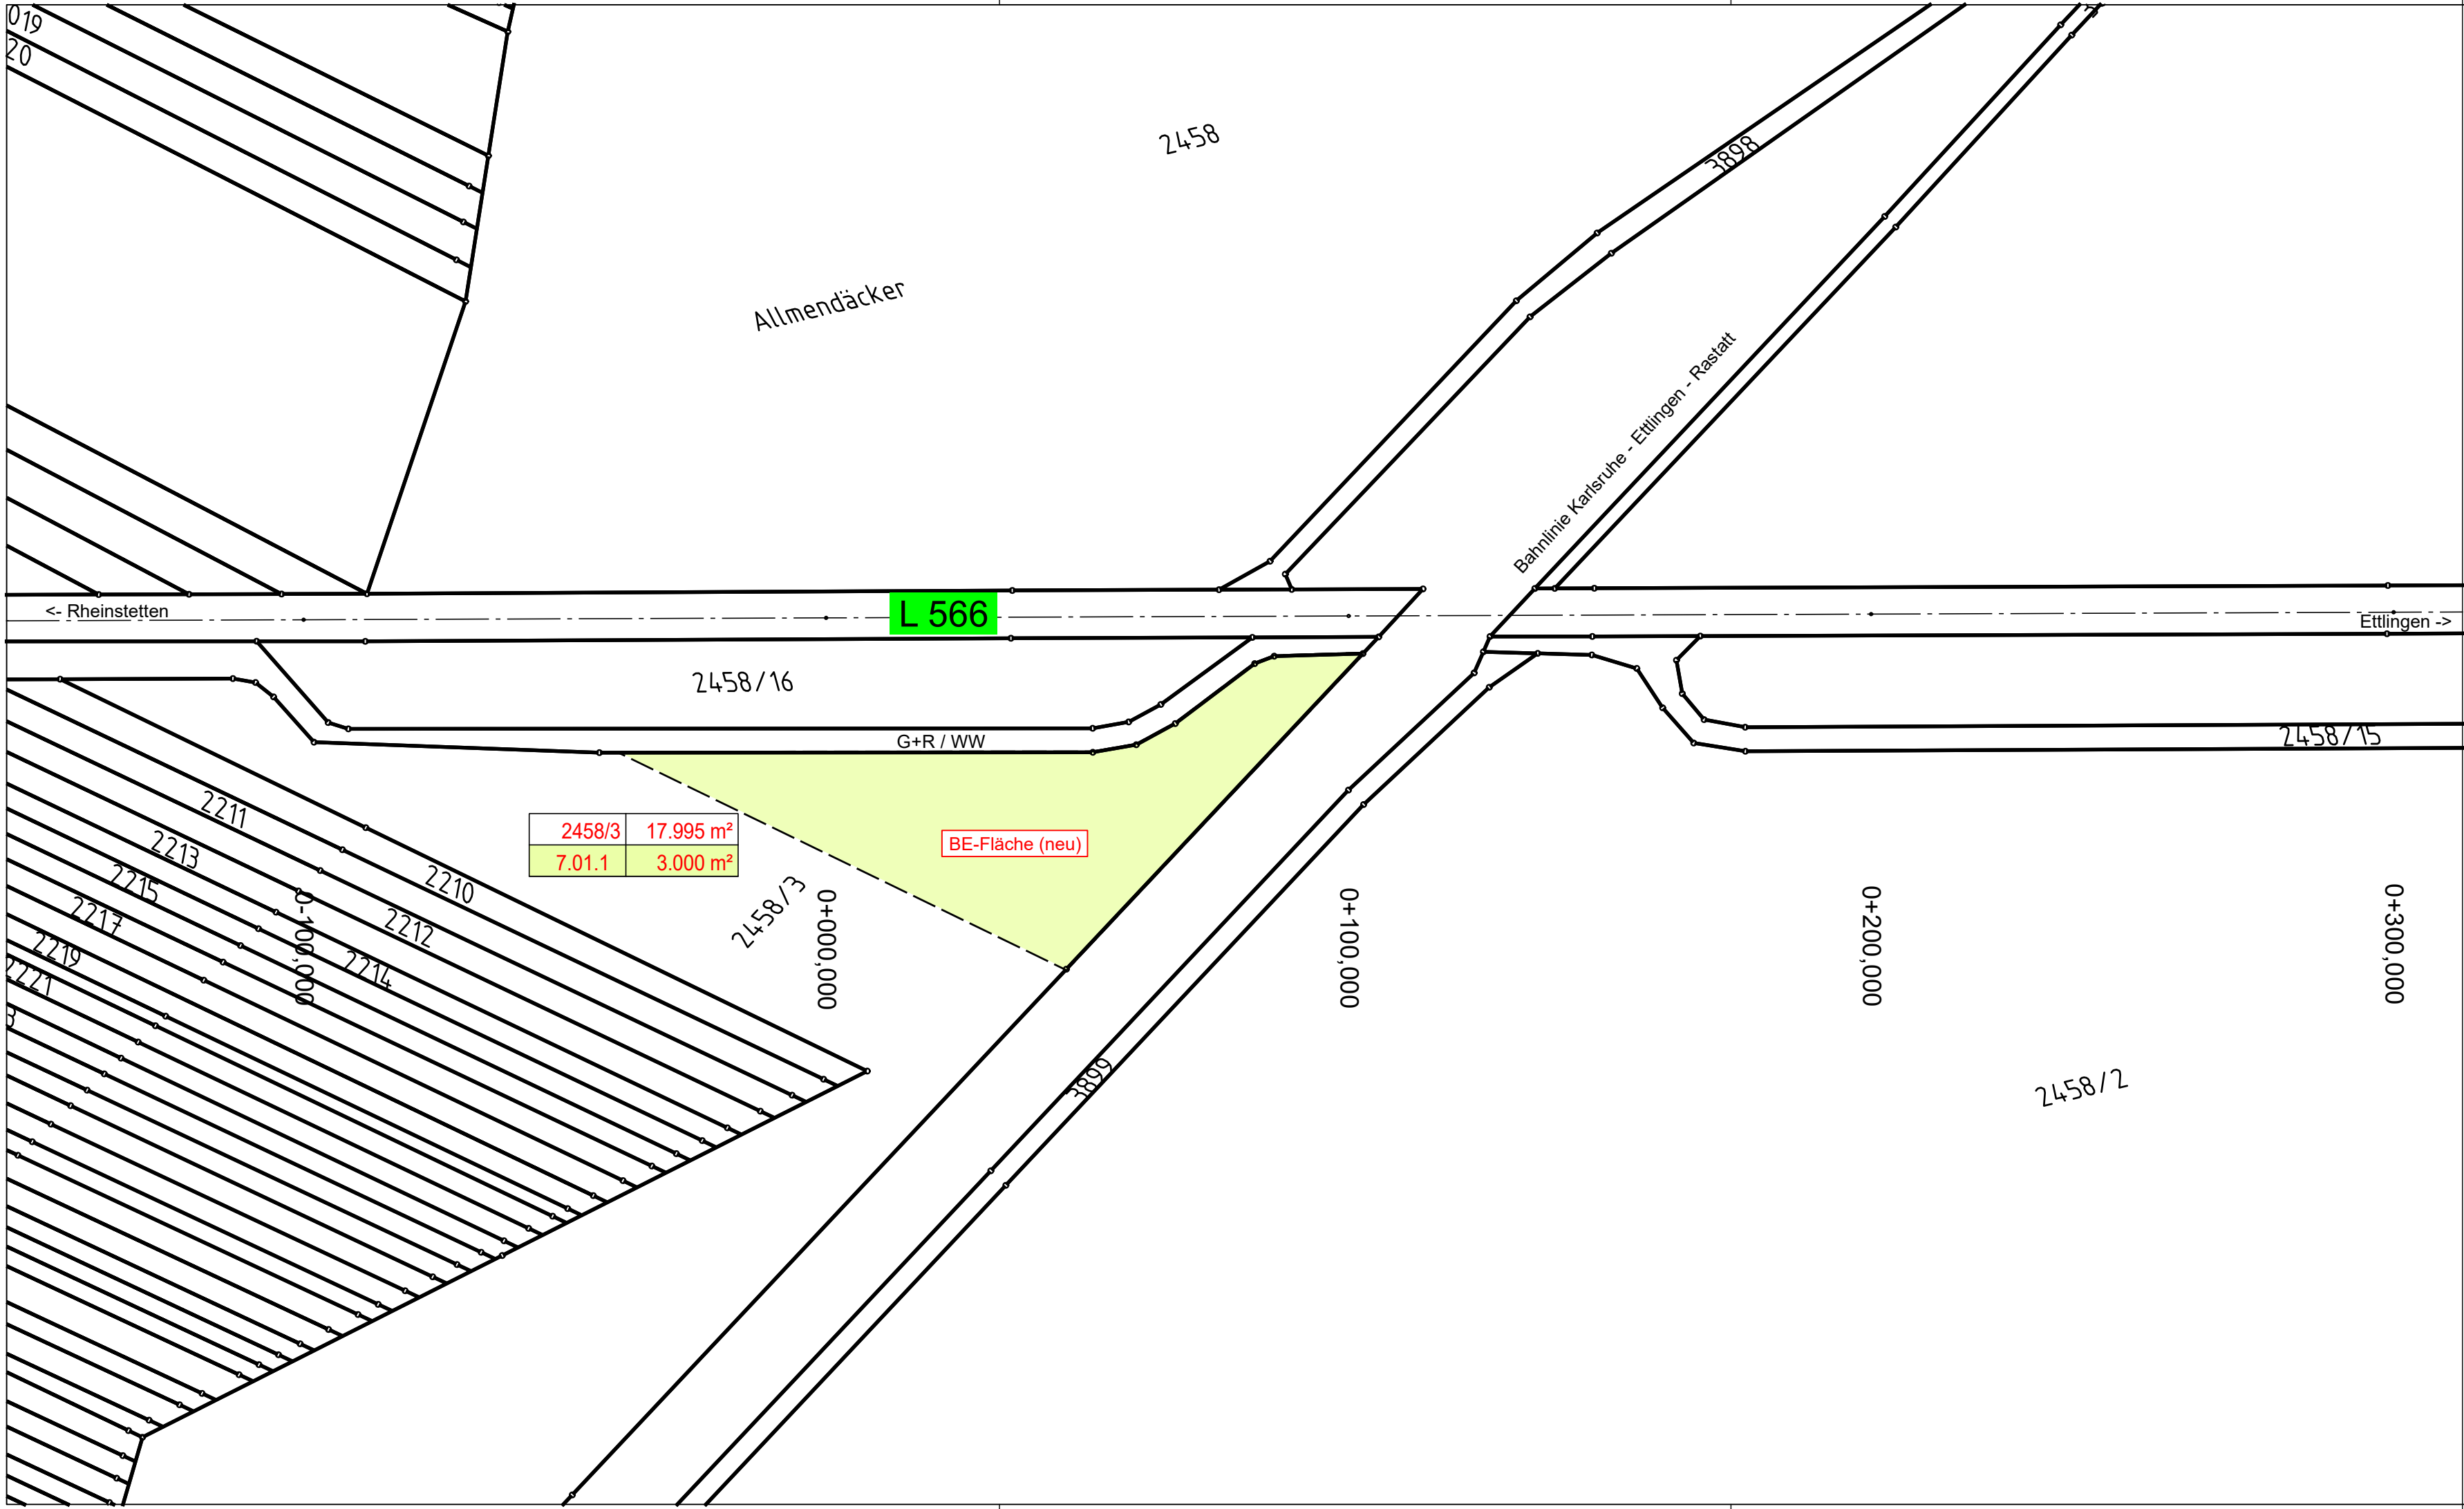 019
20
2458
3898
Allmendäcker
Bahnlinie Karlsruhe - Ettlingen - Rastatt
<- Rheinstetten
L 566
Ettlingen ->
2458/16
G+R / WW
2458/15
2211
2213
2215
2217
2219
2221
2210
2212
2214
2458/3 17.995 m²
7.01.1 3.000 m²
BE-Fläche (neu)
2458/3
0-100,000
0+000,000
0+100,000
0+200,000
0+300,000
3899
2458/2